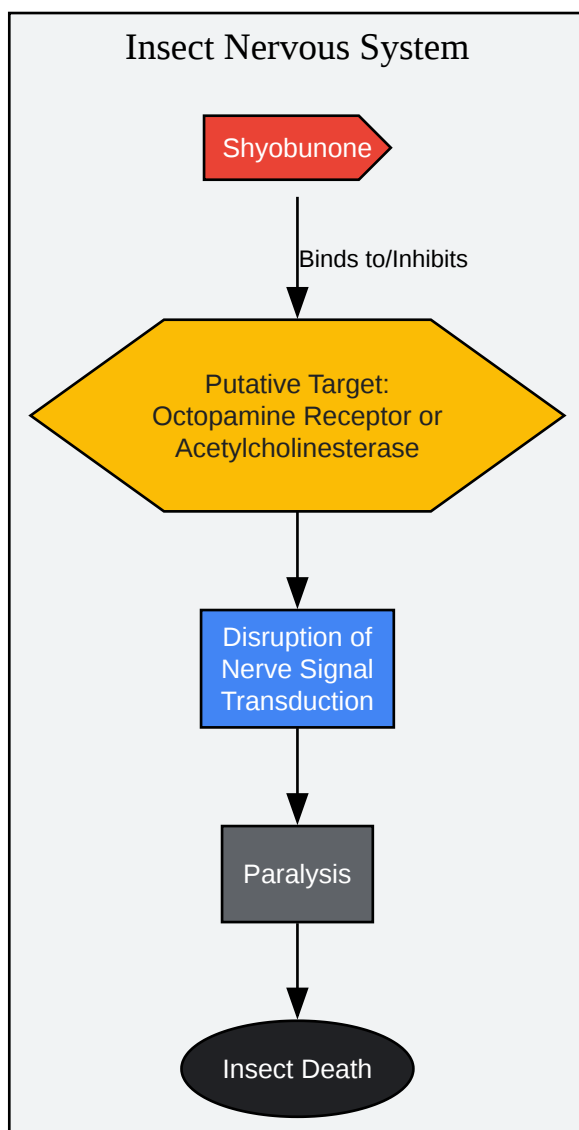 Insect Nervous System
Shyobunone
Binds to/Inhibits
Putative Target:
Octopamine Receptor or
Acetylcholinesterase
Disruption of
Nerve Signal
Transduction
Paralysis
Insect Death